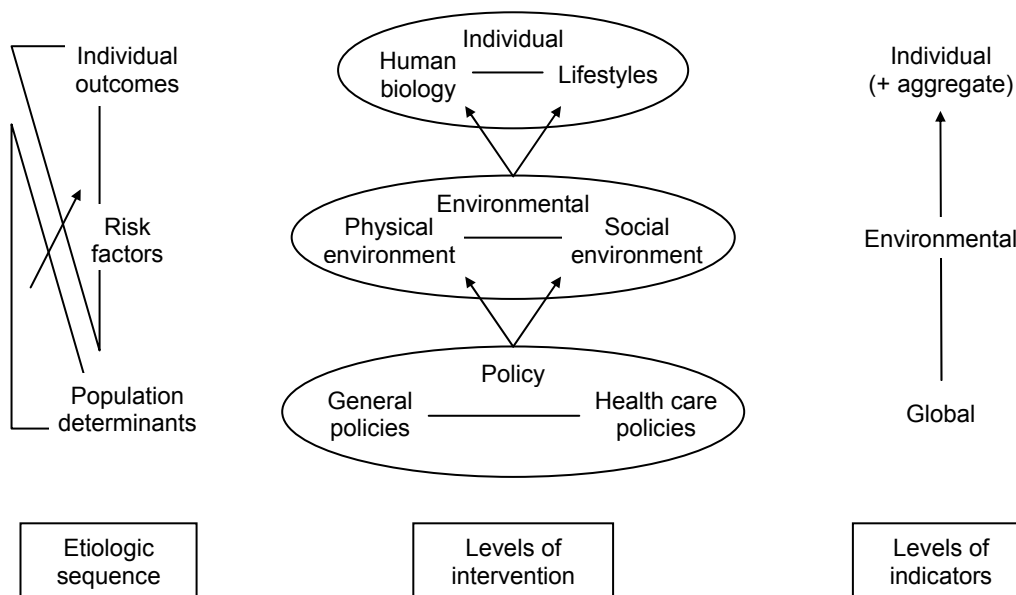 Individual
outcomes
Risk
factors
Population
determinants
Etiologic
sequence
Individual
Human
biology
Lifestyles
Environmental
Physical
environment
Social
environment
Policy
General
policies
Health care
policies
Levels of
intervention
Individual
(+ aggregate)
Environmental
Global
Levels of
indicators